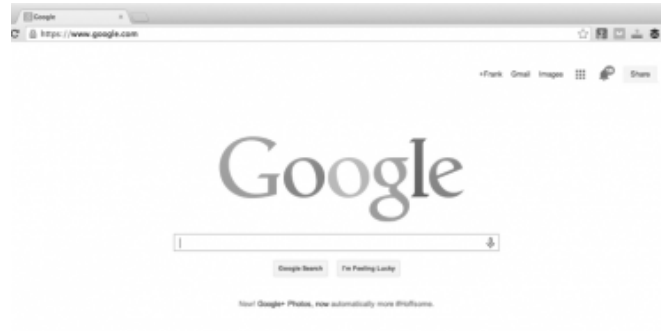 Google
https://www.google.com
+Frank Gmail Images Share
Google
Google Search I'm Feeling Lucky
New! Google+ Photos, now automatically more #Hoffsome.